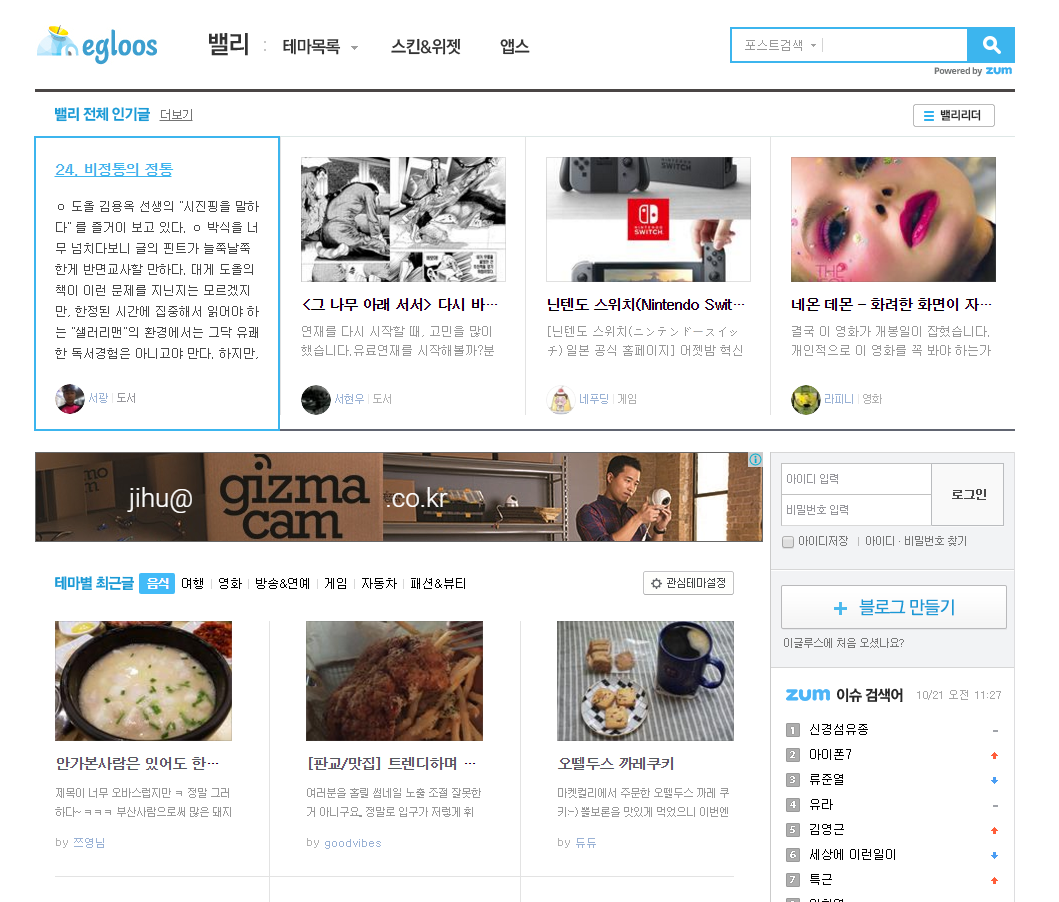 egloos
밸리 : 테마목록 스킨&위젯 앱스
포스트검색
Powered by zum
밸리 전체 인기글 더보기
밸리리더
24. 비정통의 정통
ㅇ 도올 김용옥 선생의 "시진핑을 말하
다" 를 즐거이 보고 있다. ㅇ 박식을 너
무 넘치다보니 글의 핀트가 늘쭉날쭉
한게 반면교사할 만하다. 대게 도올의
책이 이런 문제를 지닌지는 모르겠지
만, 한정된 시간에 집중해서 읽어야 하
는 "샐러리맨"의 환경에서는 그닥 유쾌
한 독서경험은 아니고야 만다. 하지만,
서광 | 도서
<그 나무 아래 서서> 다시 바…
연재를 다시 시작할 때, 고민을 많이
했습니다.유료연재를 시작해볼까?분
서현우 | 도서
NINTENDO
SWITCH
닌텐도 스위치(Nintendo Swit…
[닌텐도 스위치(ニンテンドースイッ
チ) 일본 공식 홈페이지] 어젯밤 혁신
네푸딩 | 게임
THE
네온 데몬 - 화려한 화면이 자…
결국 이 영화가 개봉일이 잡혔습니다.
개인적으로 이 영화를 꼭 봐야 하는가
라피니 | 영화
jihu@ gizma cam .co.kr
아이디 입력
비밀번호 입력
로그인
아이디저장 | 아이디 · 비밀번호 찾기
+ 블로그 만들기
이글루스에 처음 오셨나요?
테마별 최근글 음식 여행 영화 방송&연예 게임 자동차 패션&뷰티
관심테마설정
안가본사람은 있어도 한…
제목이 너무 오바스럽지만 ㅋ 정말 그러
하다~ ㅋㅋㅋ 부산사람으로써 많은 돼지
by 쯔영님
[판교/맛집] 트렌디하며 …
여러분을 홀릴 썸네일 노출 조절 잘못한
거 아니구요. 정말로 입구가 저렇게 휘
by goodvibes
오뗄두스 까레쿠키
마켓컬리에서 주문한 오뗄두스 까레 쿠
키:-) 뽈보론을 맛있게 먹었으니 이번엔
by 듀듀
zum 이슈 검색어 10/21 오전 11:27
1 신경섬유종 -
2 아이폰7
3 류준열
4 유라 -
5 김영근
6 세상에 이런일이
7 특근